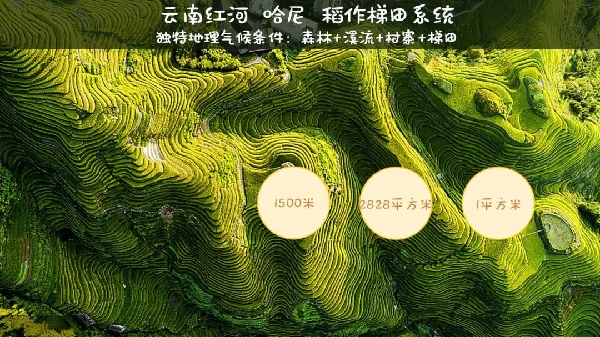 云南红河 哈尼 稻作梯田系统
独特地理气候条件：森林+溪流+村寨+梯田
1500米
2828平方米
1平方米